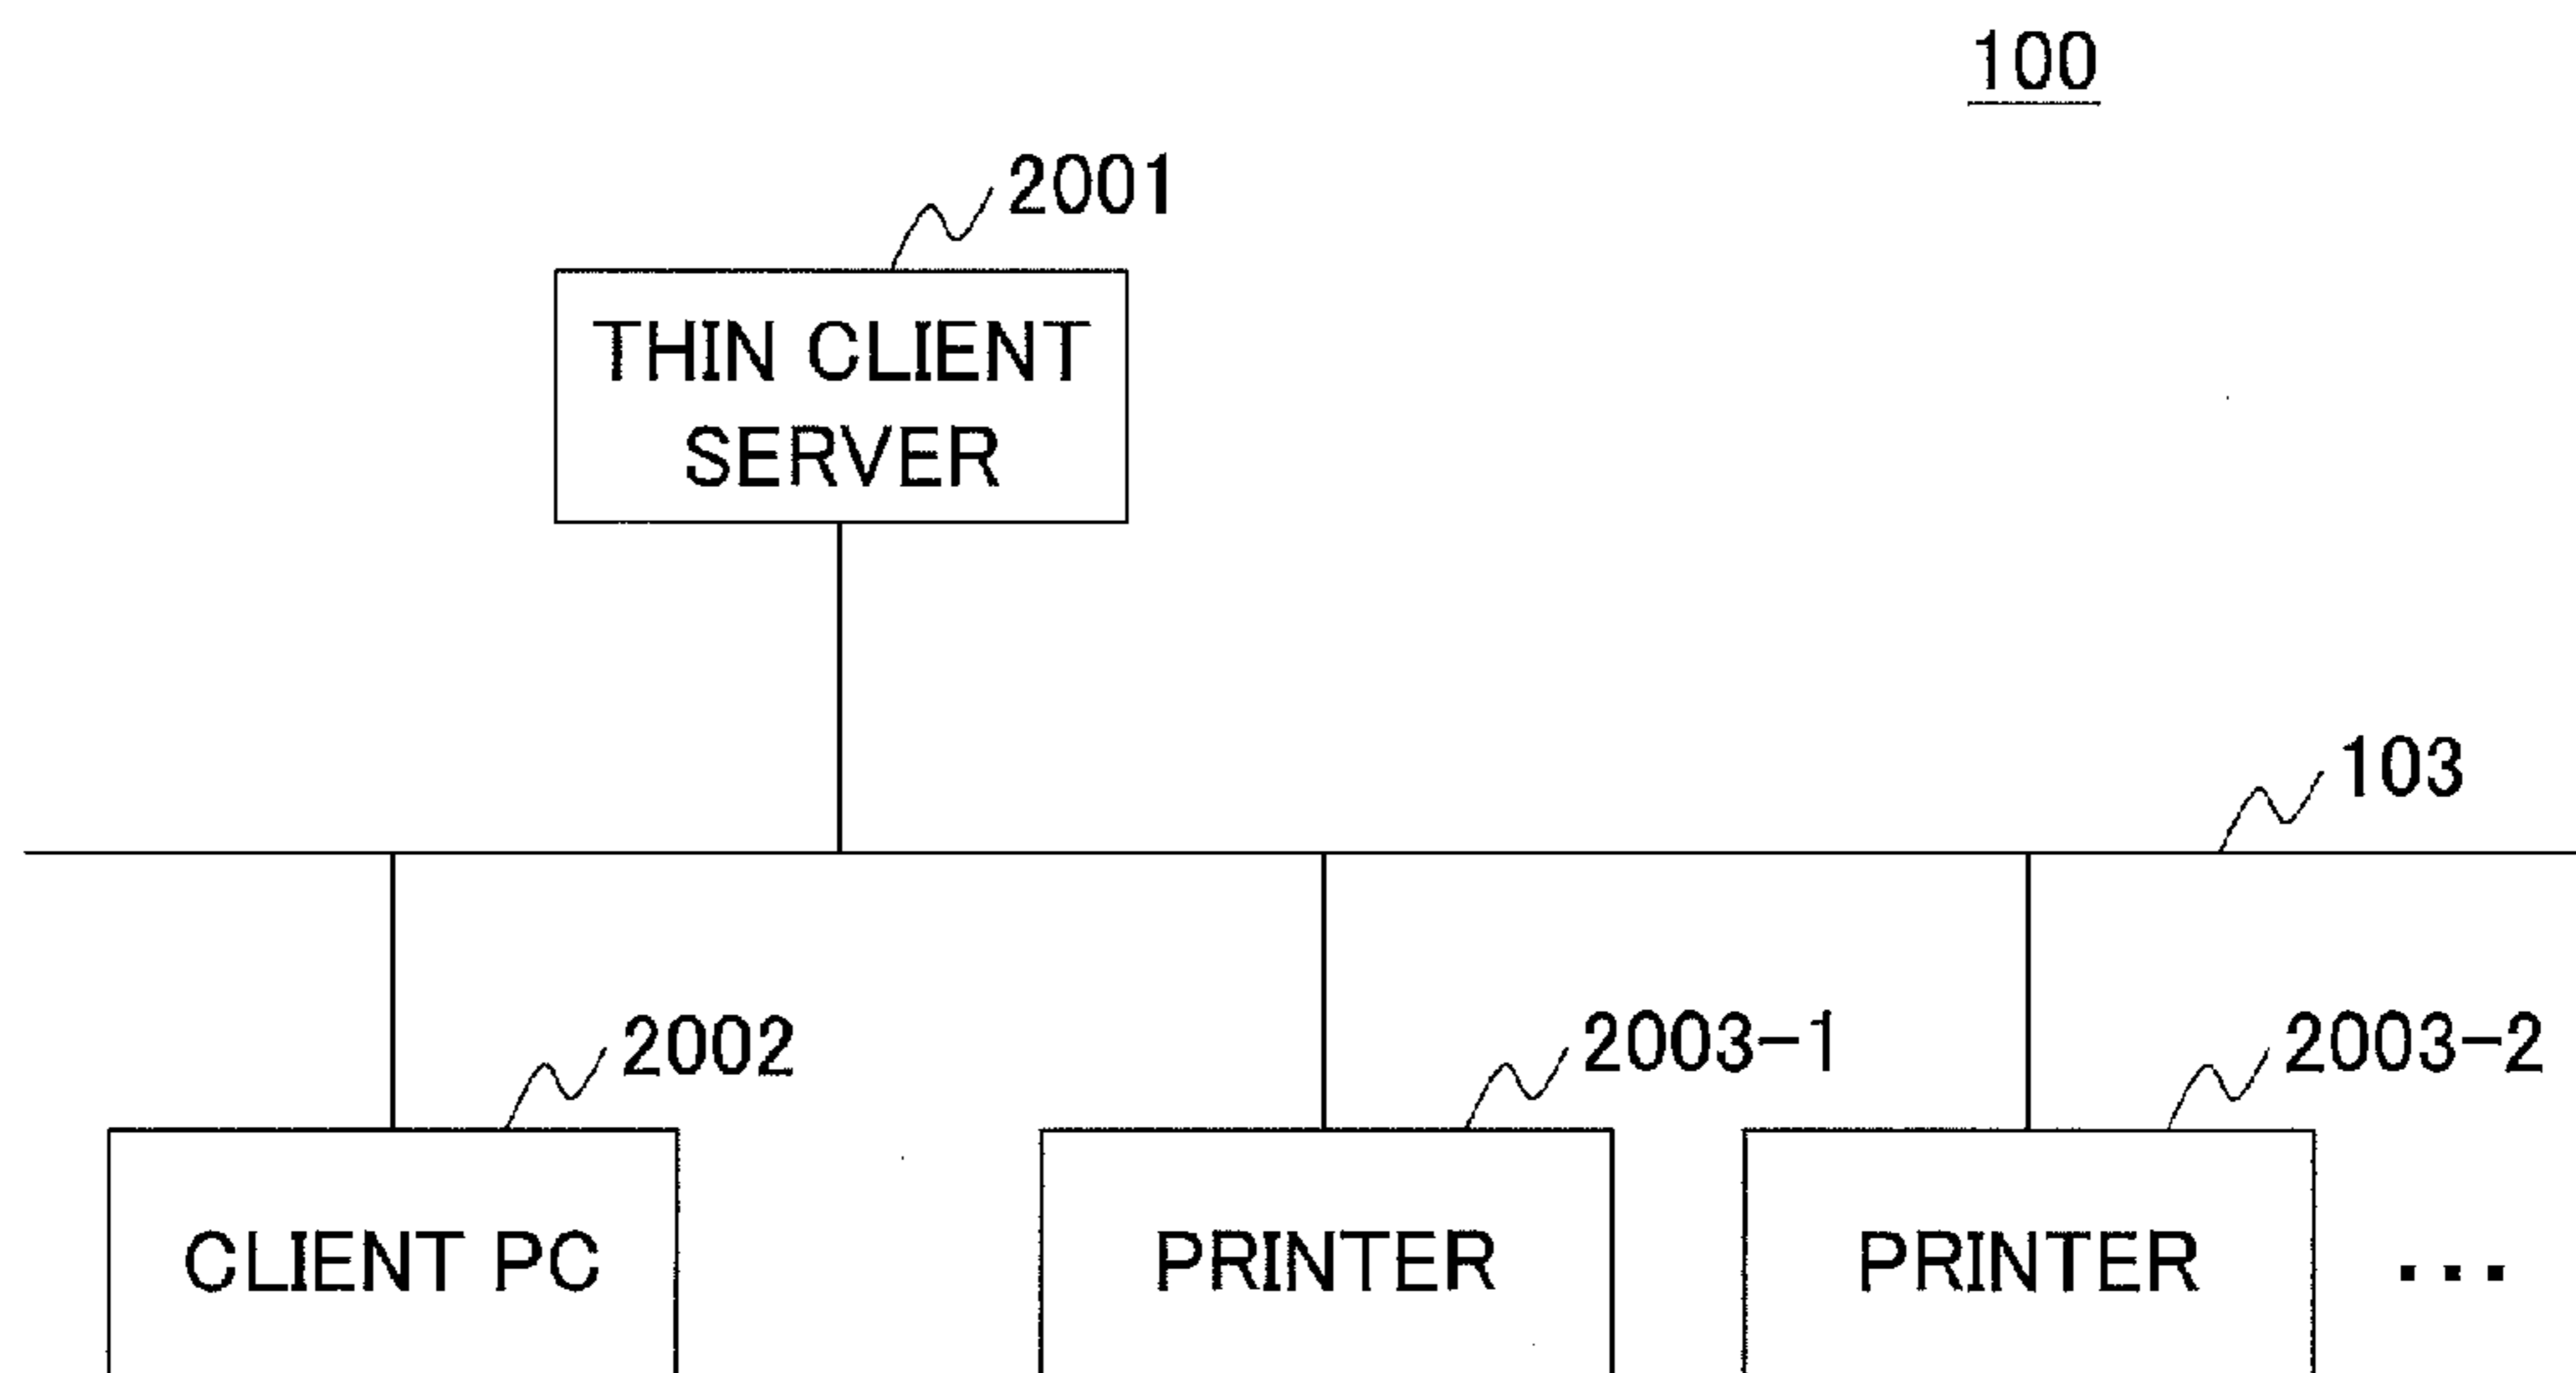 100
2001
THIN CLIENT
SERVER
103
2002
2003-1
2003-2
CLIENT PC
PRINTER
PRINTER
...